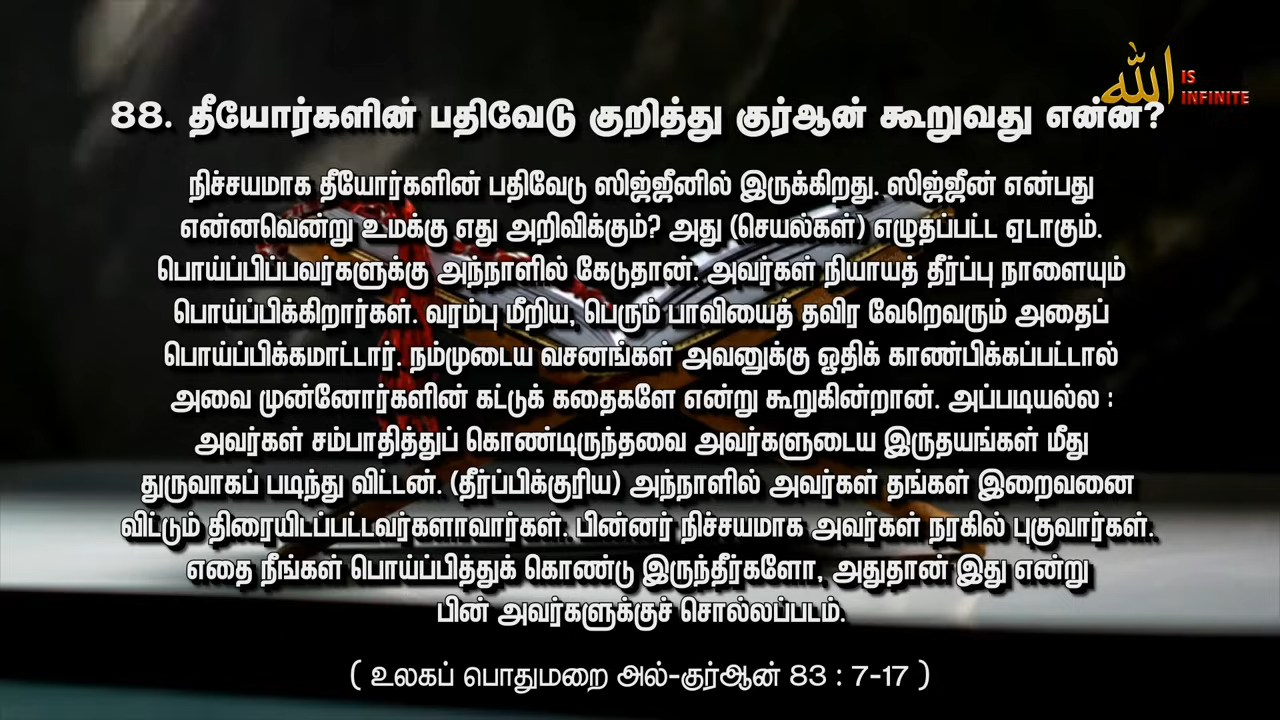 الله
IS
INFINITE
88. தீயோர்களின் பதிவேடு குறித்து குர்ஆன் கூறுவது என்ன?
நிச்சயமாக தீயோர்களின் பதிவேடு ஸிஜ்ஜீனில் இருக்கிறது. ஸிஜ்ஜீன் என்பது
என்னவென்று உமக்கு எது அறிவிக்கும்? அது (செயல்கள்) எழுதப்பட்ட ஏடாகும்.
பொய்ப்பிப்பவர்களுக்கு அந்நாளில் கேடுதான். அவர்கள் நியாயத் தீர்ப்பு நாளையும்
பொய்ப்பிக்கிறார்கள். வரம்பு மீறிய, பெரும் பாவியைத் தவிர வேறெவரும் அதைப்
பொய்ப்பிக்கமாட்டார். நம்முடைய வசனங்கள் அவனுக்கு ஓதிக் காண்பிக்கப்பட்டால்
அவை முன்னோர்களின் கட்டுக் கதைகளே என்று கூறுகின்றான். அப்படியல்ல :
அவர்கள் சம்பாதித்துப் கொண்டிருந்தவை அவர்களுடைய இருதயங்கள் மீது
துருவாகப் படிந்து விட்டன். (தீர்ப்பிக்குரிய) அந்நாளில் அவர்கள் தங்கள் இறைவனை
விட்டும் திரையிடப்பட்டவர்களாவார்கள். பின்னர் நிச்சயமாக அவர்கள் நரகில் புகுவார்கள்.
எதை நீங்கள் பொய்ப்பித்துக் கொண்டு இருந்தீர்களோ, அதுதான் இது என்று
பின் அவர்களுக்குச் சொல்லப்படம்.
( உலகப் பொதுமறை அல்-குர்ஆன் 83 : 7-17 )